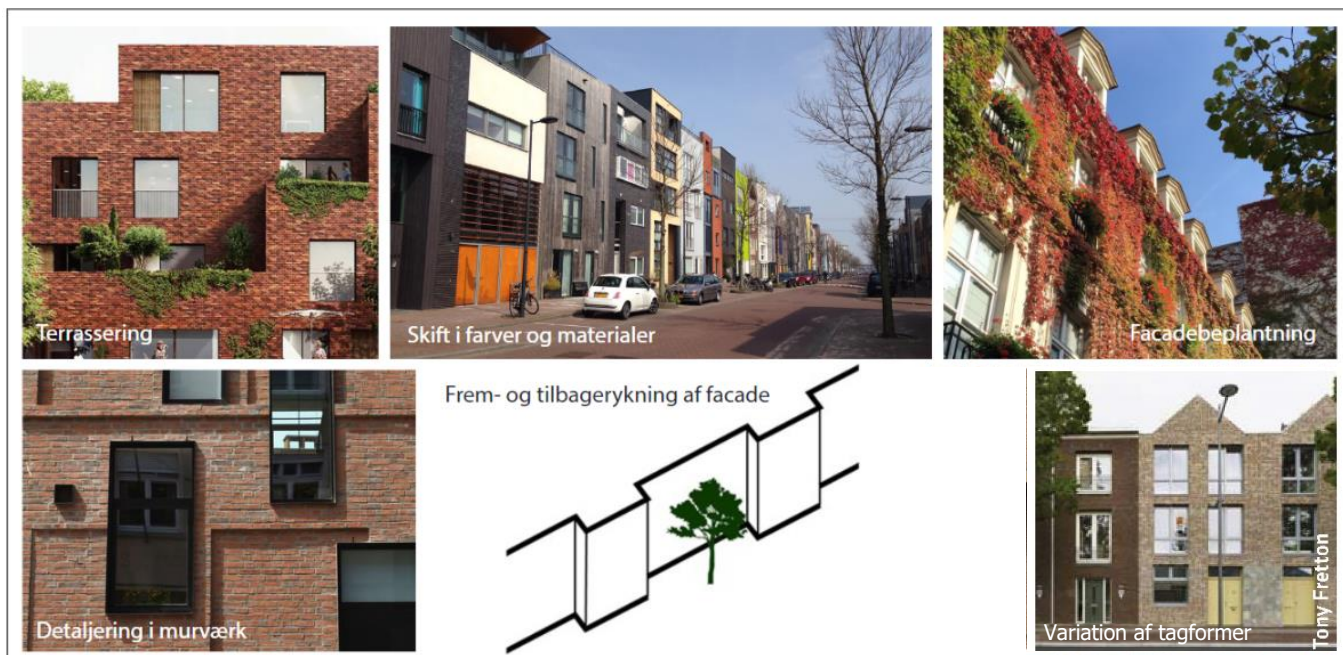 Terrassering
Skift i farver og materialer
Facadebeplantning
Detaljering i murværk
Frem- og tilbagerykning af facade
Variation af tagformer
Tony Fretton